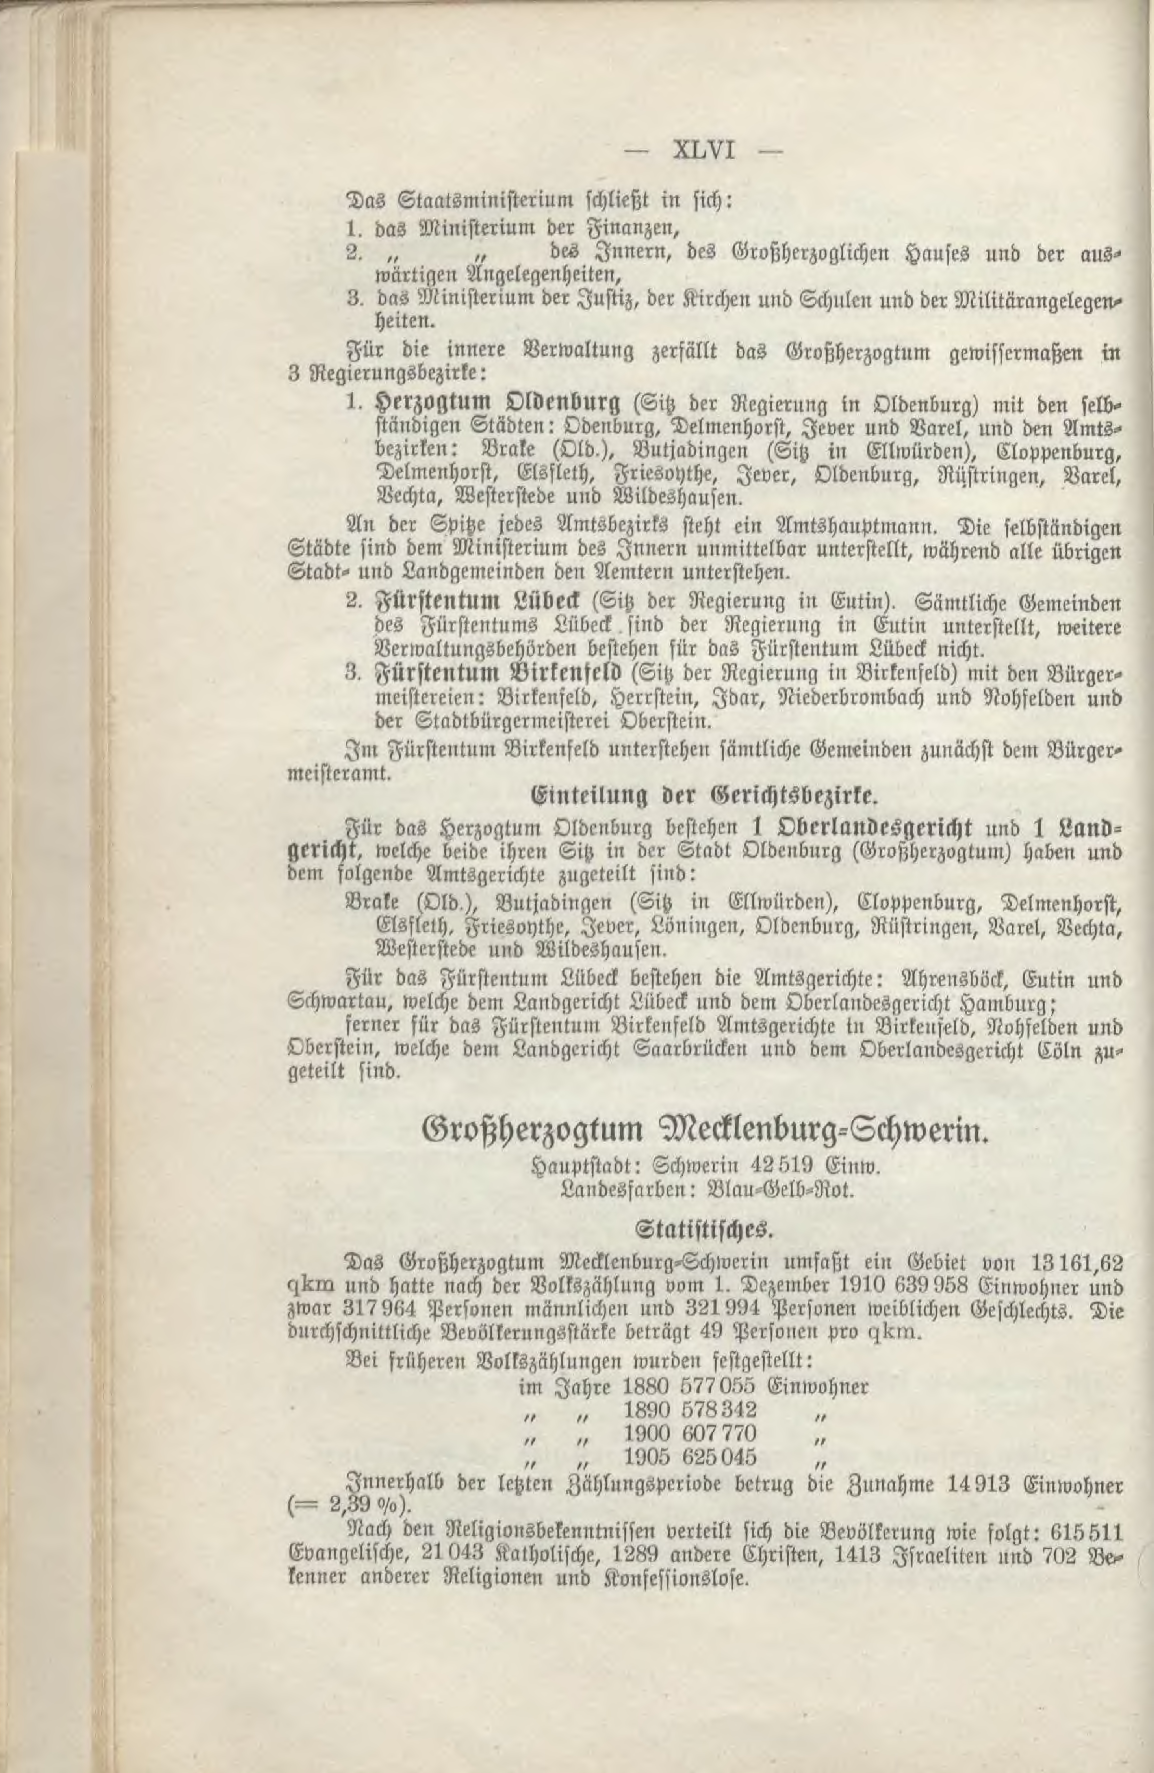 — XLVI —
Das Staatsministerium schließt in sich:
1. das Ministerium der Finanzen,
2. „ „ des Innern, des Großherzoglichen Hauses und der aus-
wärtigen Angelegenheiten,
3. das Ministerium der Justiz, der Kirchen und Schulen und der Militärangelegen-
heiten.
Für die innere Verwaltung zerfällt das Großherzogtum gewissermaßen in
3 Regierungsbezirke:
1. Herzogtum Oldenburg (Sitz der Regierung in Oldenburg) mit den selb-
ständigen Städten: Odenburg, Delmenhorst, Jever und Varel, und den Amts-
bezirken: Brake (Old.), Butjadingen (Sitz in Ellwürden), Cloppenburg,
Delmenhorst, Elsfleth, Friesoythe, Jever, Oldenburg, Rüstringen, Varel,
Vechta, Westerstede und Wildeshausen.
An der Spitze jedes Amtsbezirks steht ein Amtshauptmann. Die selbständigen
Städte sind dem Ministerium des Innern unmittelbar unterstellt, während alle übrigen
Stadt- und Landgemeinden den Aemtern unterstehen.
2. Fürstentum Lübeck (Sitz der Regierung in Eutin). Sämtliche Gemeinden
des Fürstentums Lübeck sind der Regierung in Eutin unterstellt, weitere
Verwaltungsbehörden bestehen für das Fürstentum Lübeck nicht.
3. Fürstentum Birkenfeld (Sitz der Regierung in Birkenfeld) mit den Bürger-
meistereien: Birkenfeld, Herrstein, Idar, Niederbrombach und Nohfelden und
der Stadtbürgermeisterei Oberstein.
Im Fürstentum Birkenfeld unterstehen sämtliche Gemeinden zunächst dem Bürger-
meisteramt.
Einteilung der Gerichtsbezirke.
Für das Herzogtum Oldenburg bestehen 1 Oberlandesgericht und 1 Land-
gericht, welche beide ihren Sitz in der Stadt Oldenburg (Großherzogtum) haben und
dem folgende Amtsgerichte zugeteilt sind:
Brake (Old.), Butjadingen (Sitz in Ellwürden), Cloppenburg, Delmenhorst,
Elsfleth, Friesoythe, Jever, Löningen, Oldenburg, Rüstringen, Varel, Vechta,
Westerstede und Wildeshausen.
Für das Fürstentum Lübeck bestehen die Amtsgerichte: Ahrensböck, Eutin und
Schwartau, welche dem Landgericht Lübeck und dem Oberlandesgericht Hamburg;
ferner für das Fürstentum Birkenfeld Amtsgerichte in Birkenfeld, Nohfelden und
Oberstein, welche dem Landgericht Saarbrücken und dem Oberlandesgericht Cöln zu-
geteilt sind.
Großherzogtum Mecklenburg-Schwerin.
Hauptstadt: Schwerin 42 519 Einw.
Landesfarben: Blau-Gelb-Rot.
Statistisches.
Das Großherzogtum Mecklenburg-Schwerin umfaßt ein Gebiet von 13 161,62
qkm und hatte nach der Volkszählung vom 1. Dezember 1910 639 958 Einwohner und
zwar 317 964 Personen männlichen und 321 994 Personen weiblichen Geschlechts. Die
durchschnittliche Bevölkerungsstärke beträgt 49 Personen pro qkm.
Bei früheren Volkszählungen wurden festgestellt:
im Jahre 1880 577 055 Einwohner
„ „ 1890 578 342 „
„ „ 1900 607 770 „
„ „ 1905 625 045 „
Innerhalb der letzten Zählungsperiode betrug die Zunahme 14 913 Einwohner
(= 2,39 %).
Nach den Religionsbekenntnissen verteilt sich die Bevölkerung wie folgt: 615 511
Evangelische, 21 043 Katholische, 1289 andere Christen, 1413 Israeliten und 702 Be-
kenner anderer Religionen und Konfessionslose.